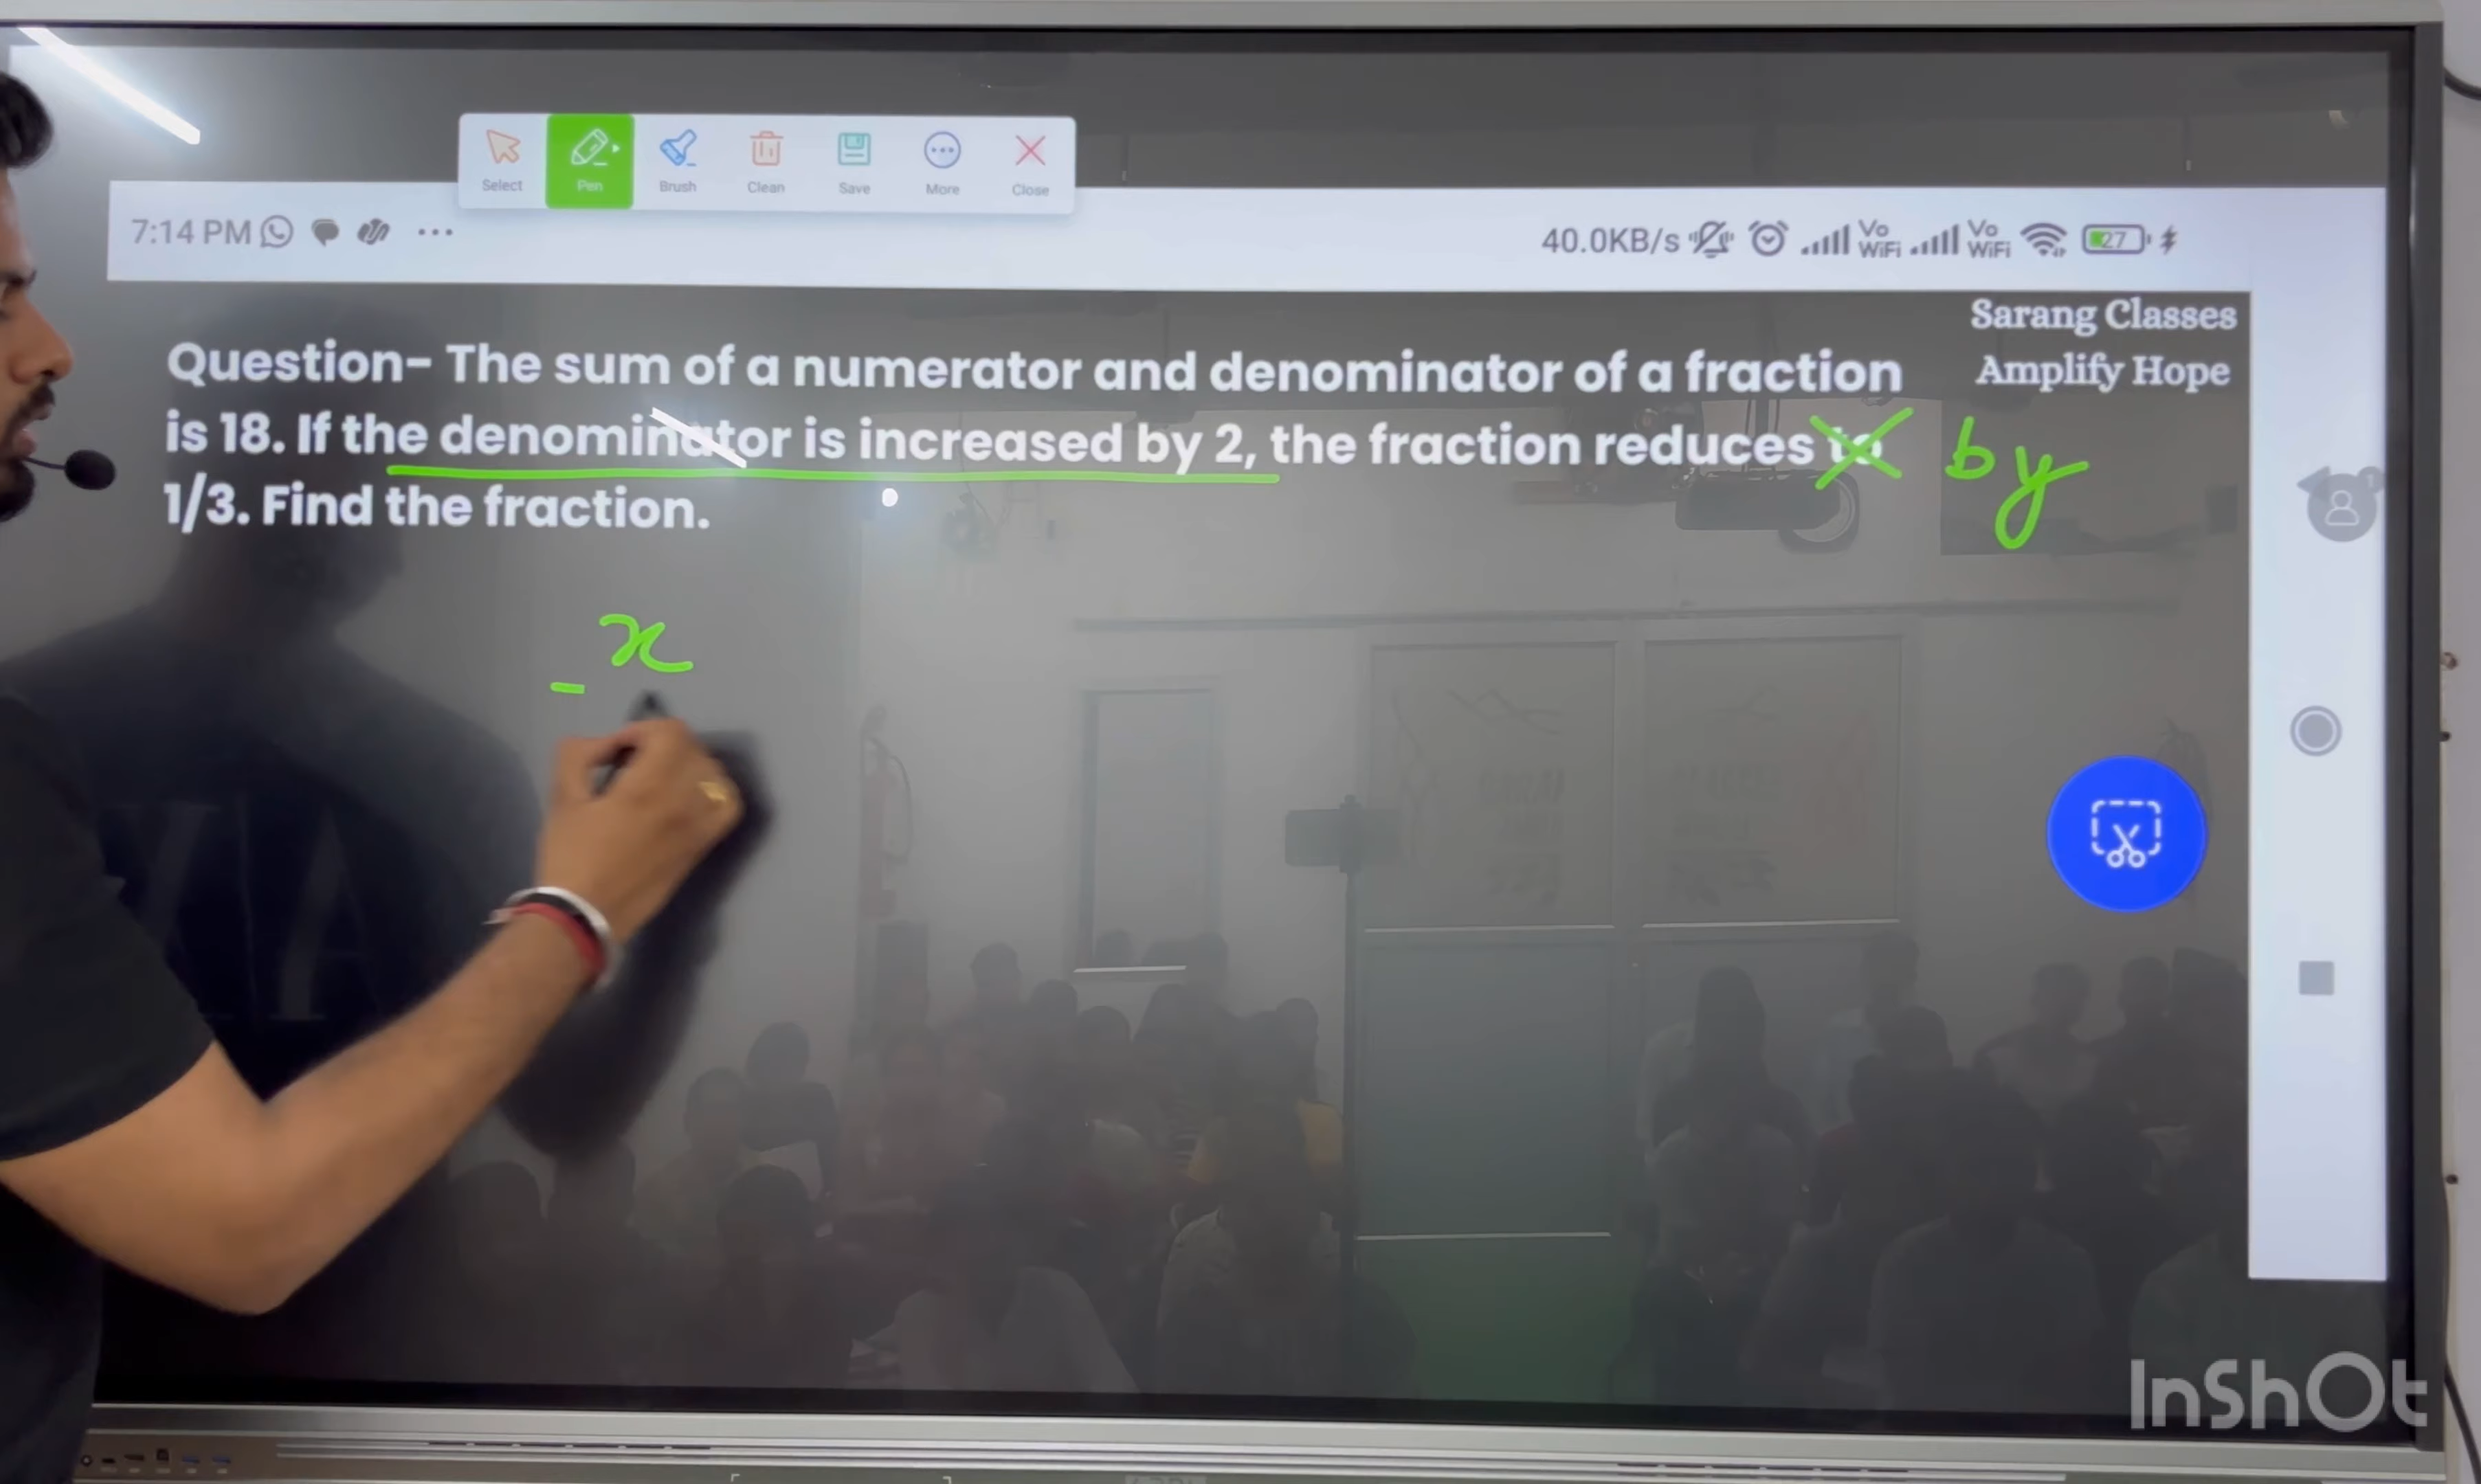 Select Pen Brush Clean Save More Close
7:14 PM ... 40.0KB/s Vo WiFi Vo WiFi 27
Sarang Classes
Amplify Hope
Question- The sum of a numerator and denominator of a fraction
is 18. If the denominator is increased by 2, the fraction reduces to by
1/3. Find the fraction.
- x
InShOt